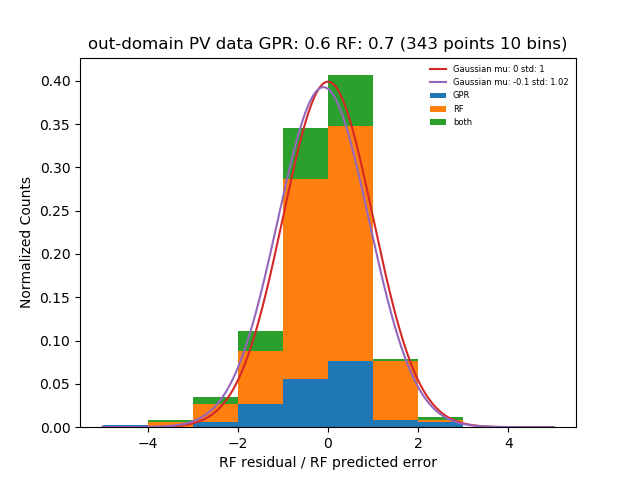 out-domain PV data GPR: 0.6 RF: 0.7 (343 points 10 bins)
Gaussian mu: 0 std: 1
Gaussian mu: -0.1 std: 1.02
GPR
RF
both
Normalized Counts
0.40
0.35
0.30
0.25
0.20
0.15
0.10
0.05
0.00
−4
−2
0
2
4
RF residual / RF predicted error